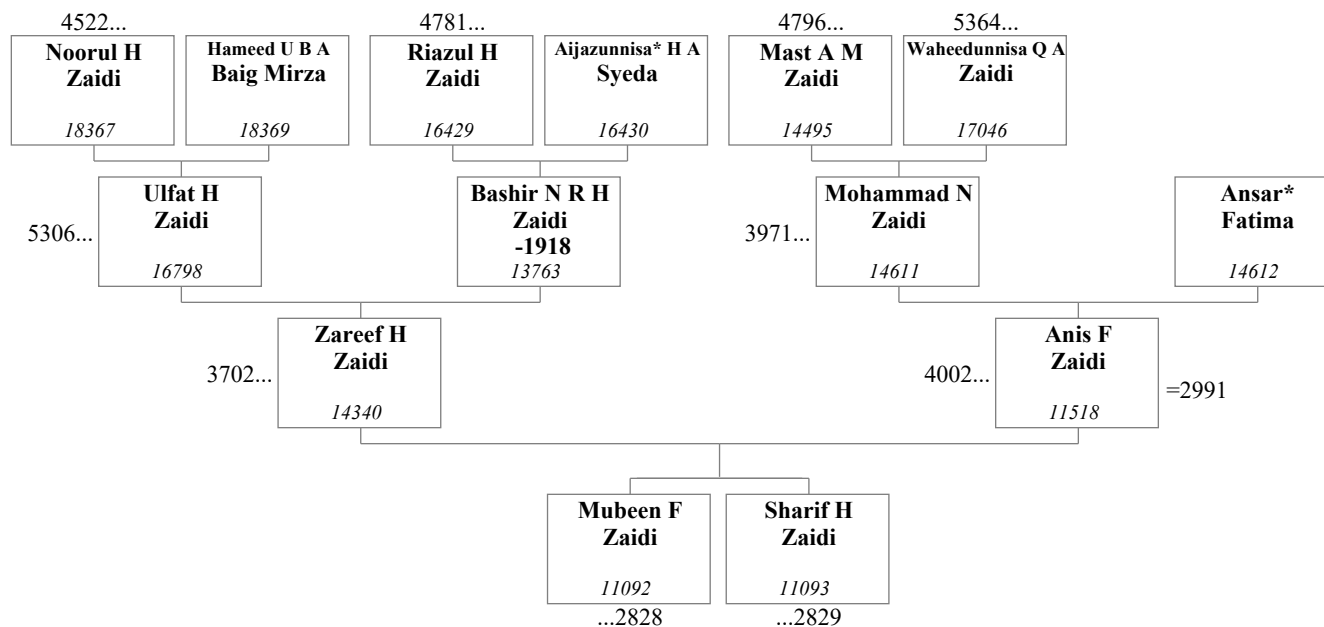 4522...
4781...
4796...
5364...
Noorul H
Zaidi
18367
Hameed U B A
Baig Mirza
18369
Riazul H
Zaidi
16429
Aijazunnisa* H A
Syeda
16430
Mast A M
Zaidi
14495
Waheedunnisa Q A
Zaidi
17046
5306...
Ulfat H
Zaidi
16798
Bashir N R H
Zaidi
-1918
13763
3971...
Mohammad N
Zaidi
14611
Ansar*
Fatima
14612
3702...
Zareef H
Zaidi
14340
4002...
Anis F
Zaidi
11518
=2991
Mubeen F
Zaidi
11092
...2828
Sharif H
Zaidi
11093
...2829